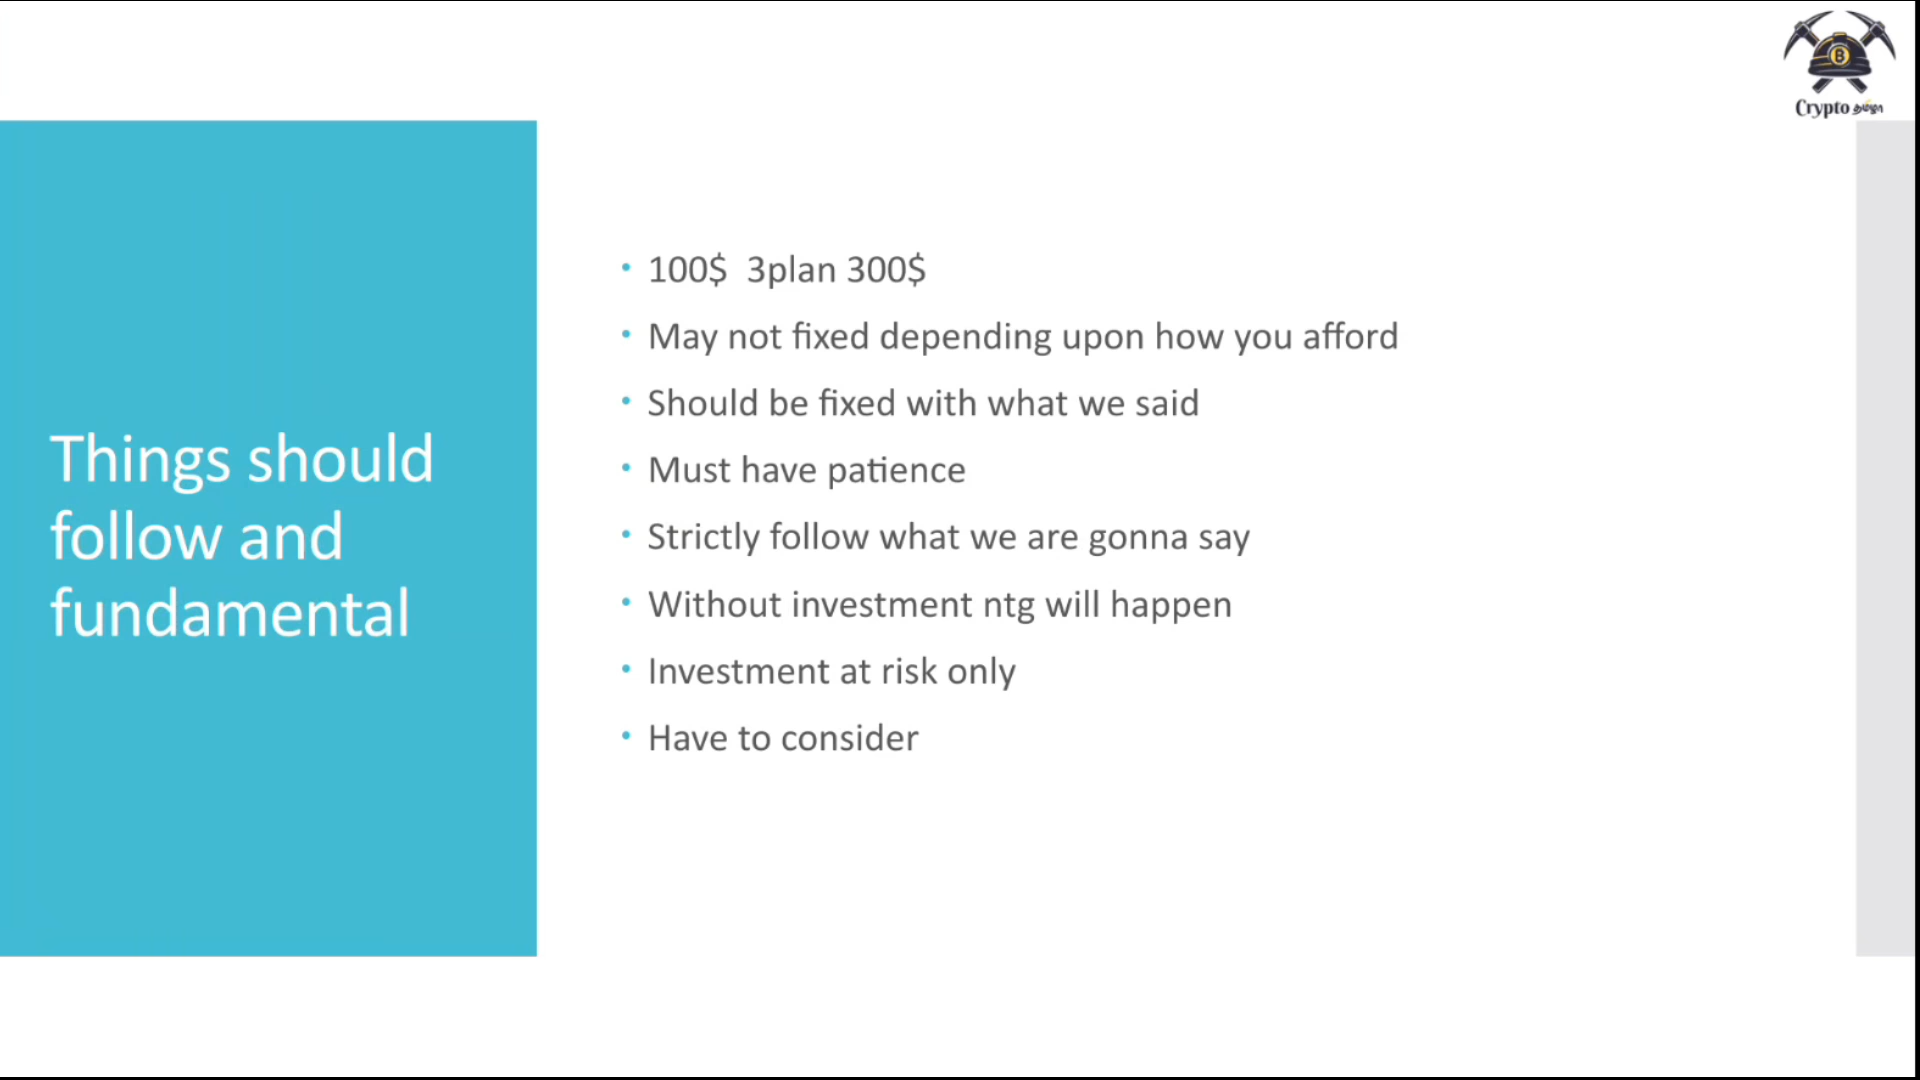 Crypto தமிழா
Things should
follow and
fundamental
100$ 3plan 300$
May not fixed depending upon how you afford
Should be fixed with what we said
Must have patience
Strictly follow what we are gonna say
Without investment ntg will happen
Investment at risk only
Have to consider